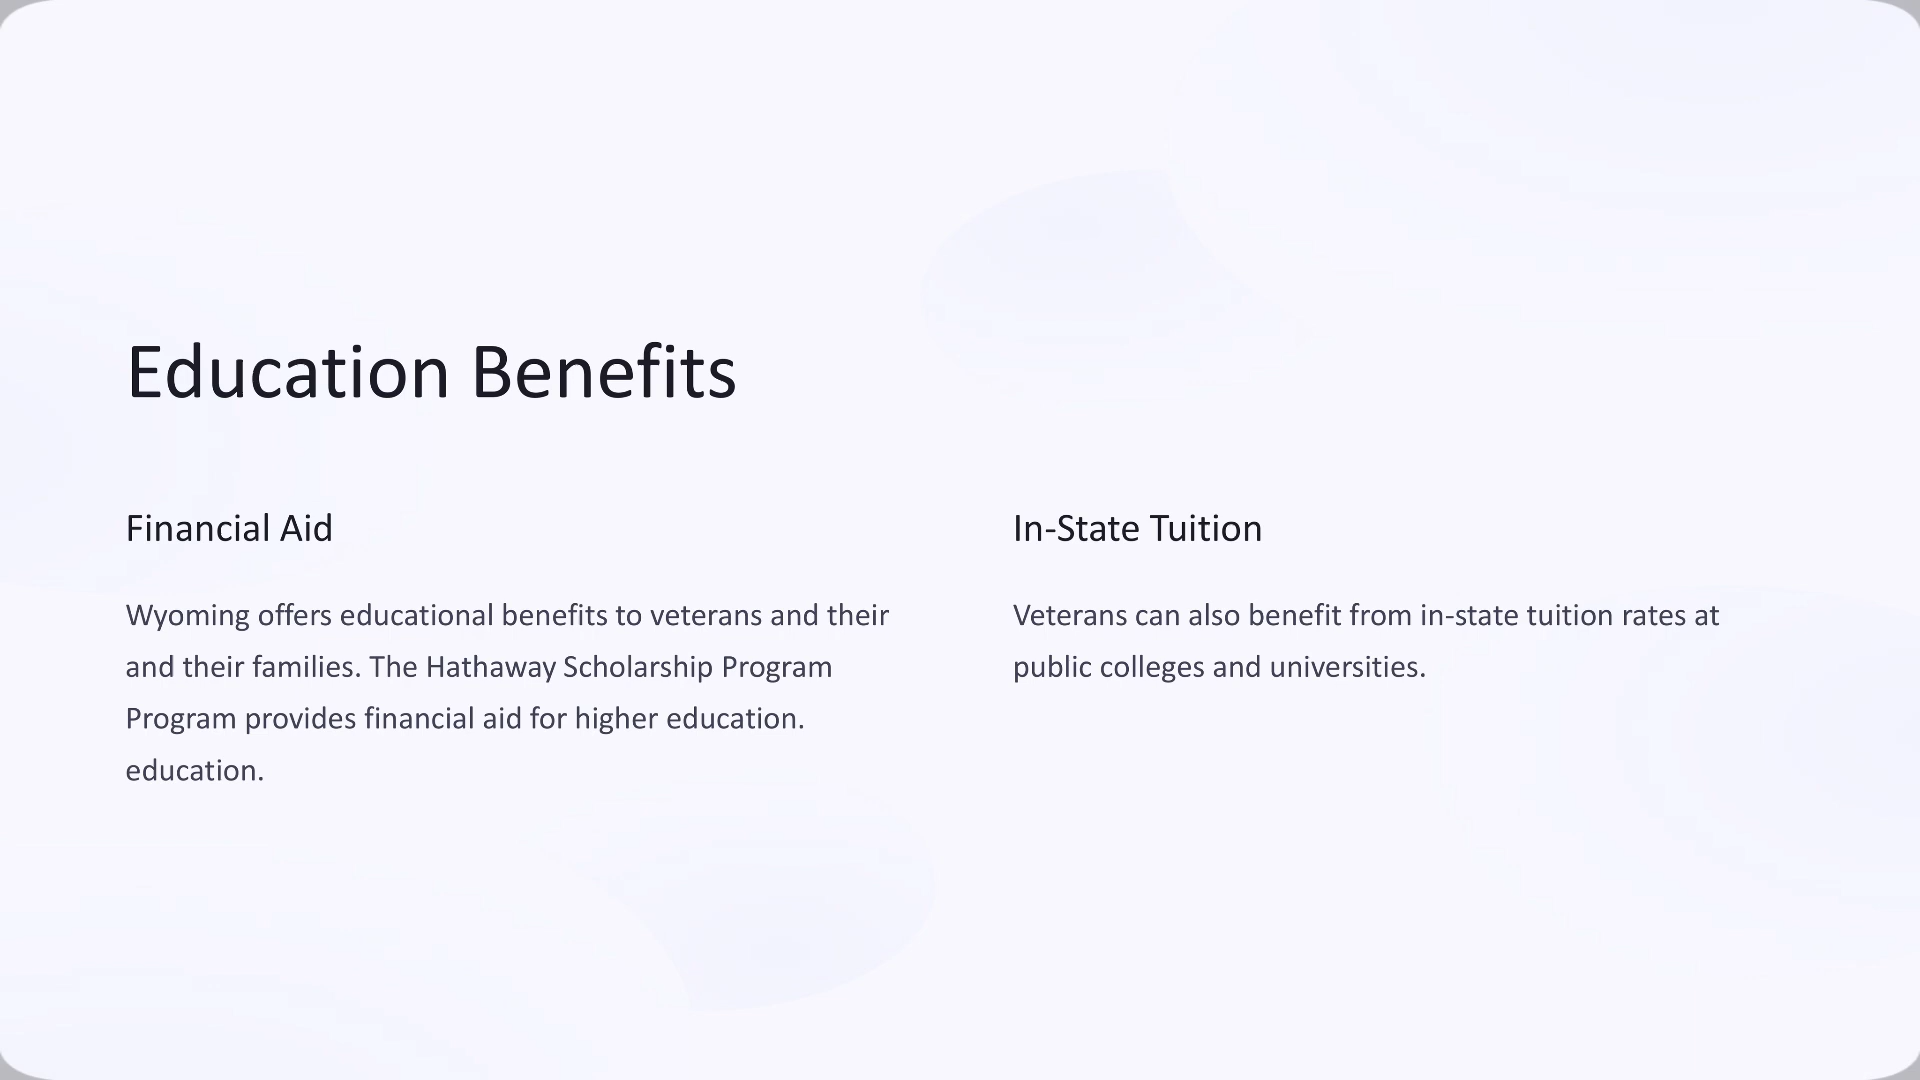 Education Benefits
Financial Aid
Wyoming offers educational benefits to veterans and their
and their families. The Hathaway Scholarship Program
Program provides financial aid for higher education.
education.
In-State Tuition
Veterans can also benefit from in-state tuition rates at
public colleges and universities.